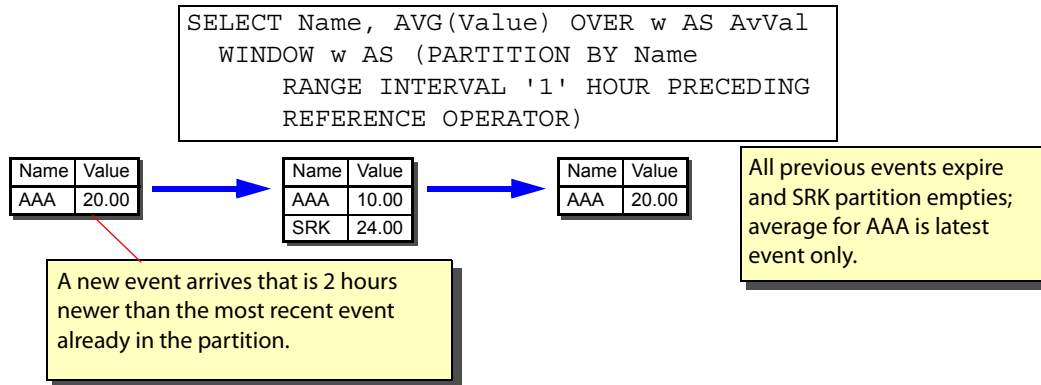 SELECT Name, AVG(Value) OVER w AS AvVal
WINDOW w AS (PARTITION BY Name
RANGE INTERVAL '1' HOUR PRECEDING
REFERENCE OPERATOR)
Name Value
AAA 20.00
Name Value
AAA 10.00
SRK 24.00
Name Value
AAA 20.00
All previous events expire
and SRK partition empties;
average for AAA is latest
event only.
A new event arrives that is 2 hours
newer than the most recent event
already in the partition.